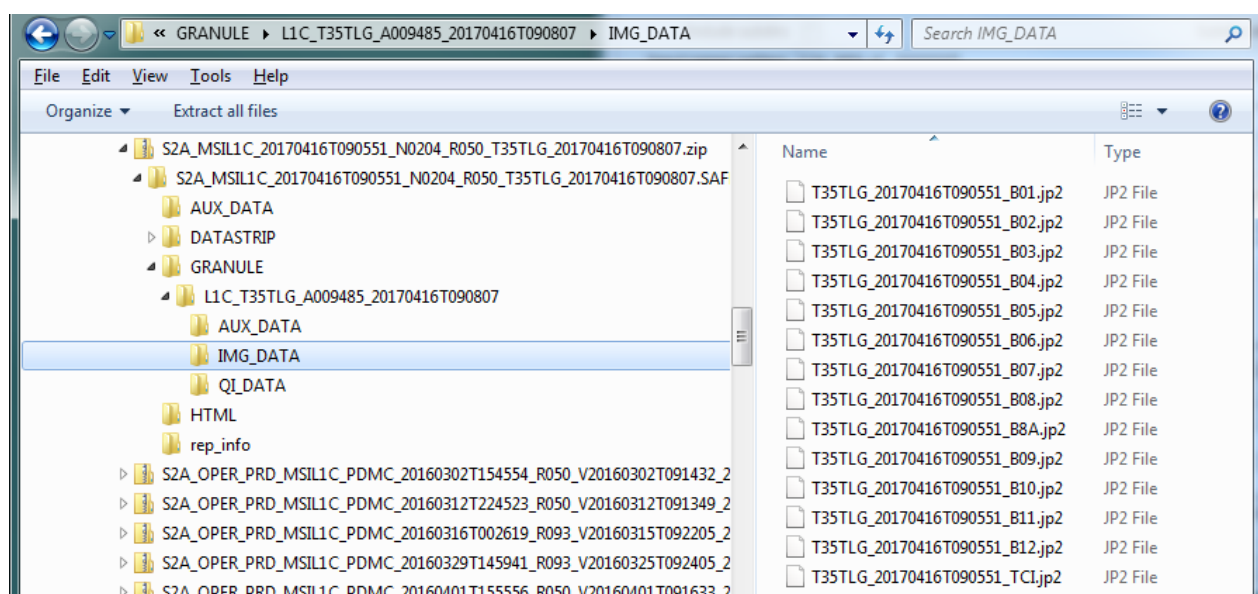 « GRANULE ▸ L1C_T35TLG_A009485_20170416T090807 ▸ IMG_DATA
Search IMG_DATA
File Edit View Tools Help
Organize Extract all files
S2A_MSIL1C_20170416T090551_N0204_R050_T35TLG_20170416T090807.zip
S2A_MSIL1C_20170416T090551_N0204_R050_T35TLG_20170416T090807.SAF
AUX_DATA
DATASTRIP
GRANULE
L1C_T35TLG_A009485_20170416T090807
AUX_DATA
IMG_DATA
QI_DATA
HTML
rep_info
S2A_OPER_PRD_MSIL1C_PDMC_20160302T154554_R050_V20160302T091432_2
S2A_OPER_PRD_MSIL1C_PDMC_20160312T224523_R050_V20160312T091349_2
S2A_OPER_PRD_MSIL1C_PDMC_20160316T002619_R093_V20160315T092205_2
S2A_OPER_PRD_MSIL1C_PDMC_20160329T145941_R093_V20160325T092405_2
S2A_OPER_PRD_MSIL1C_PDMC_20160401T155556_R050_V20160401T091633_2
Name Type
T35TLG_20170416T090551_B01.jp2 JP2 File
T35TLG_20170416T090551_B02.jp2 JP2 File
T35TLG_20170416T090551_B03.jp2 JP2 File
T35TLG_20170416T090551_B04.jp2 JP2 File
T35TLG_20170416T090551_B05.jp2 JP2 File
T35TLG_20170416T090551_B06.jp2 JP2 File
T35TLG_20170416T090551_B07.jp2 JP2 File
T35TLG_20170416T090551_B08.jp2 JP2 File
T35TLG_20170416T090551_B8A.jp2 JP2 File
T35TLG_20170416T090551_B09.jp2 JP2 File
T35TLG_20170416T090551_B10.jp2 JP2 File
T35TLG_20170416T090551_B11.jp2 JP2 File
T35TLG_20170416T090551_B12.jp2 JP2 File
T35TLG_20170416T090551_TCI.jp2 JP2 File